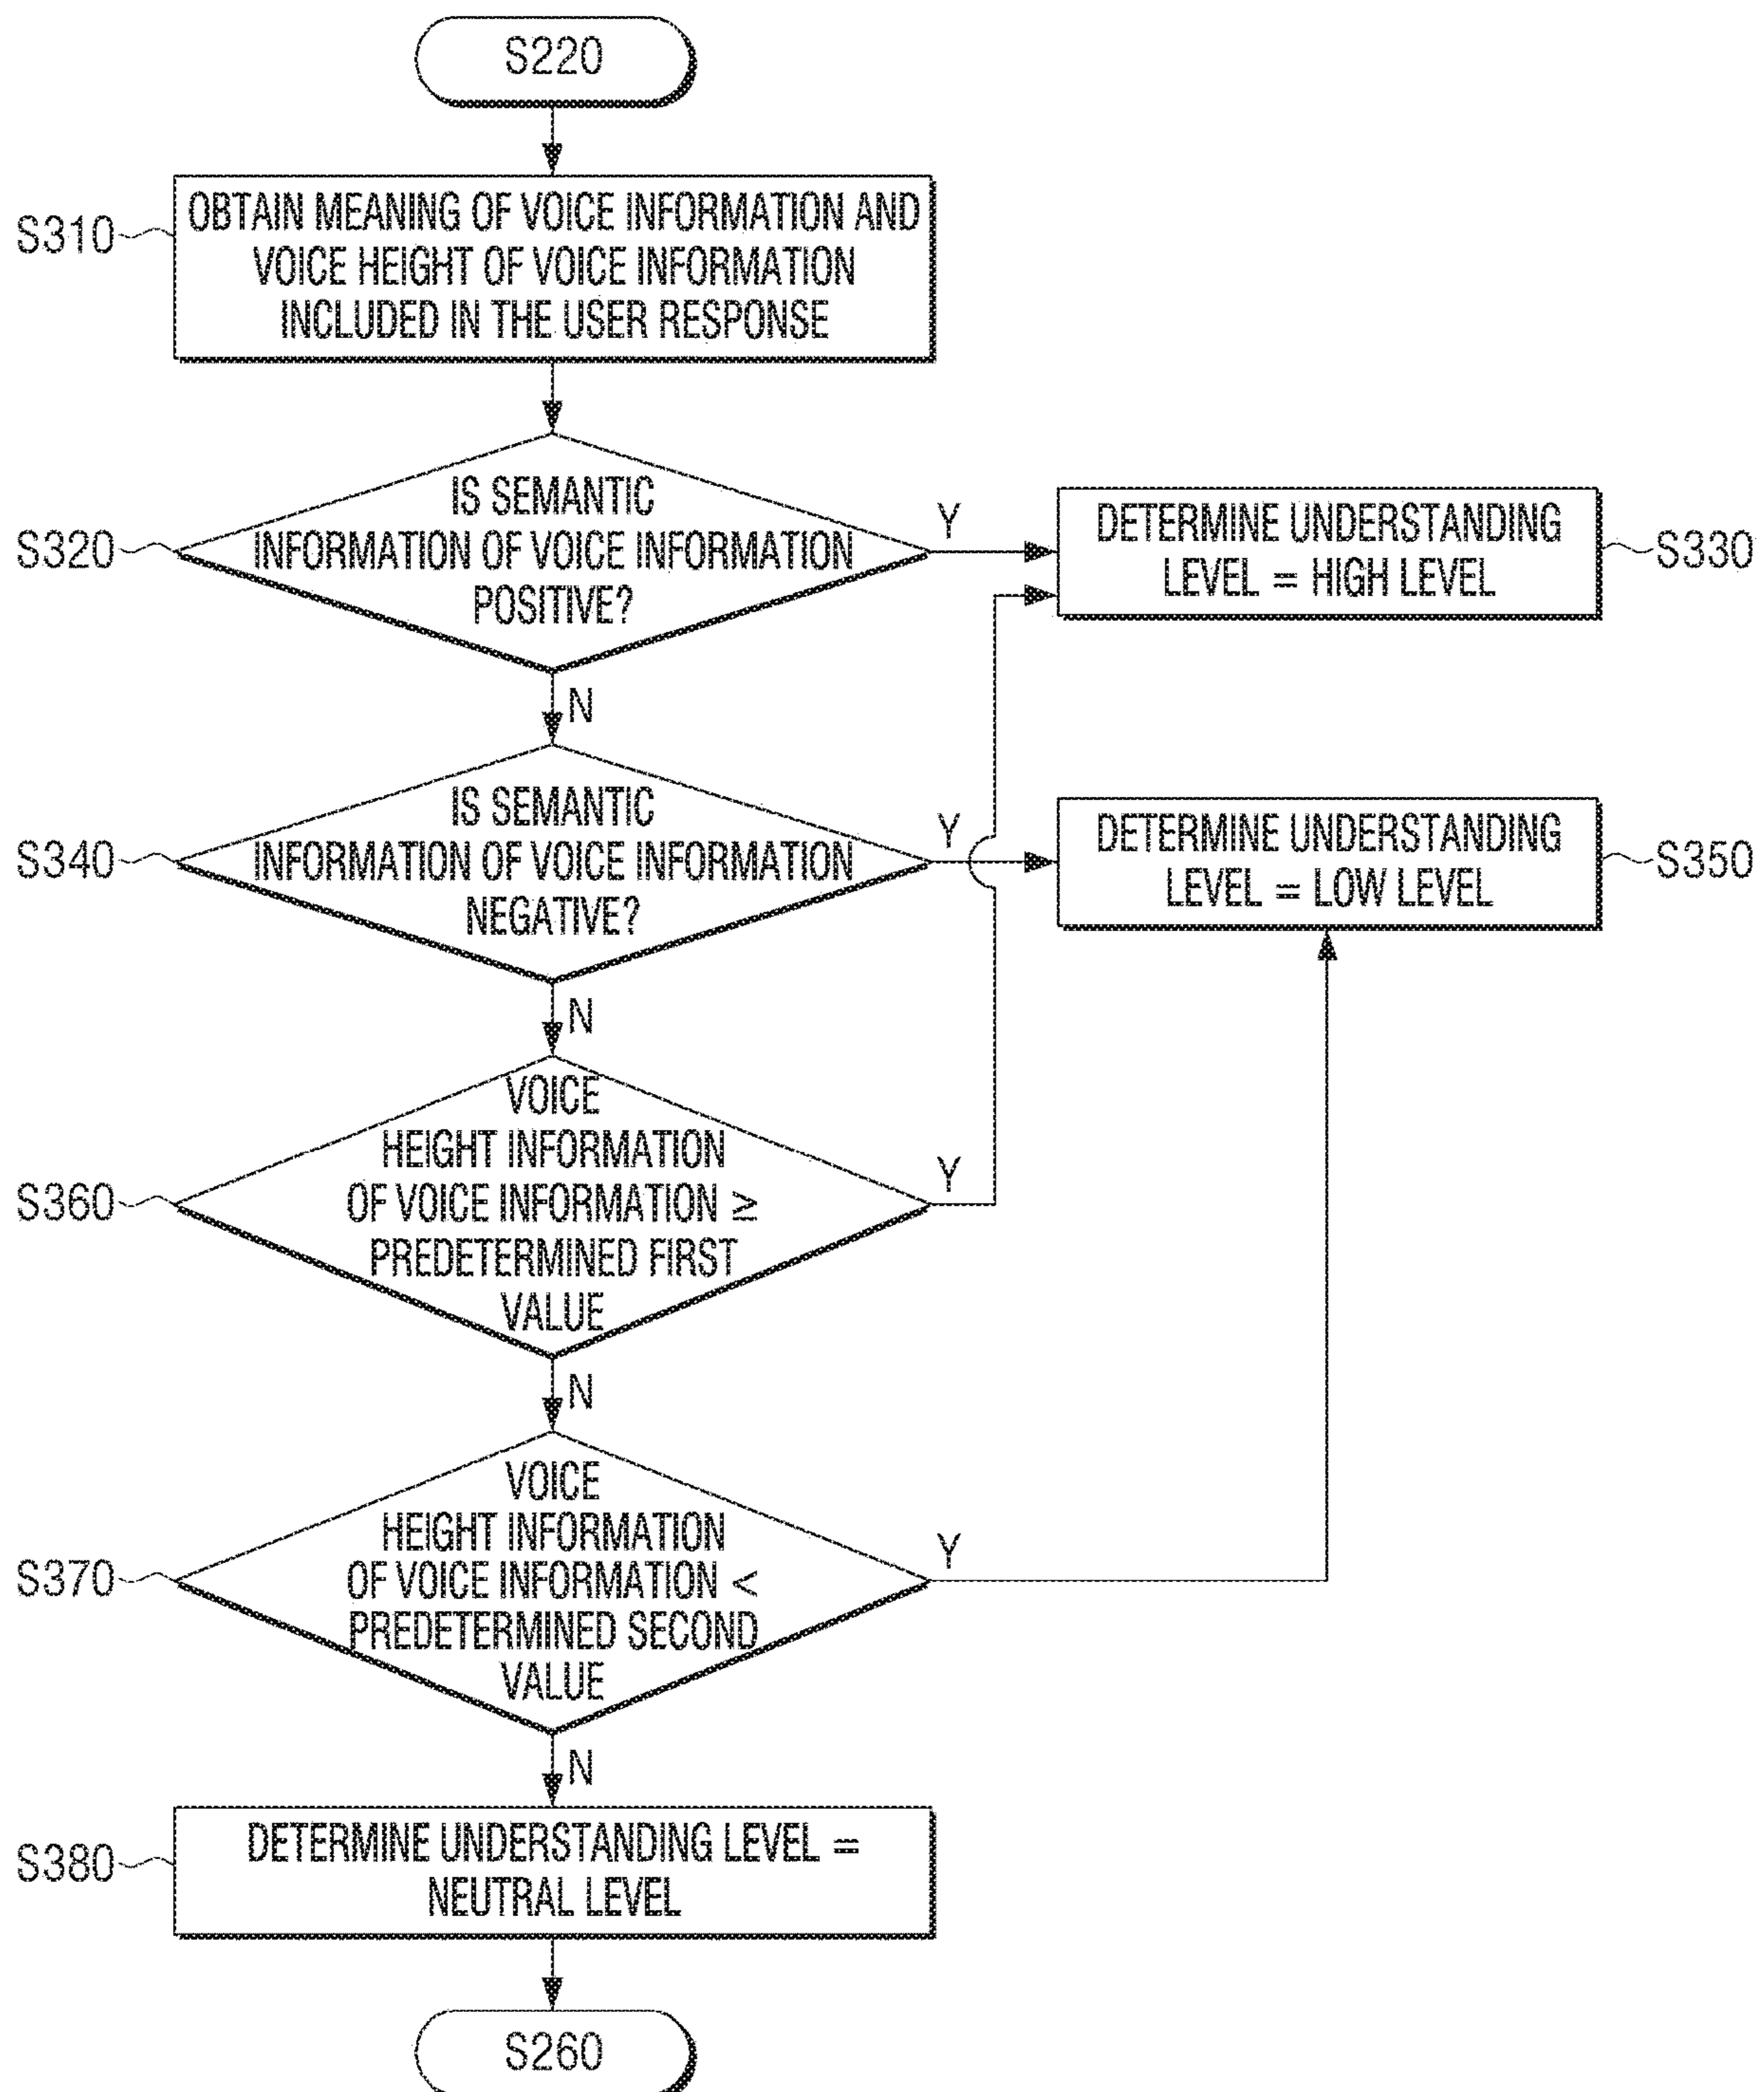 S220
S310
OBTAIN MEANING OF VOICE INFORMATION AND
VOICE HEIGHT OF VOICE INFORMATION
INCLUDED IN THE USER RESPONSE
S320
IS SEMANTIC
INFORMATION OF VOICE INFORMATION
POSITIVE?
Y
DETERMINE UNDERSTANDING
LEVEL = HIGH LEVEL
S330
N
S340
IS SEMANTIC
INFORMATION OF VOICE INFORMATION
NEGATIVE?
Y
DETERMINE UNDERSTANDING
LEVEL = LOW LEVEL
S350
N
S360
VOICE
HEIGHT INFORMATION
OF VOICE INFORMATION ≥
PREDETERMINED FIRST
VALUE
Y
N
S370
VOICE
HEIGHT INFORMATION
OF VOICE INFORMATION <
PREDETERMINED SECOND
VALUE
Y
N
S380
DETERMINE UNDERSTANDING LEVEL =
NEUTRAL LEVEL
S260